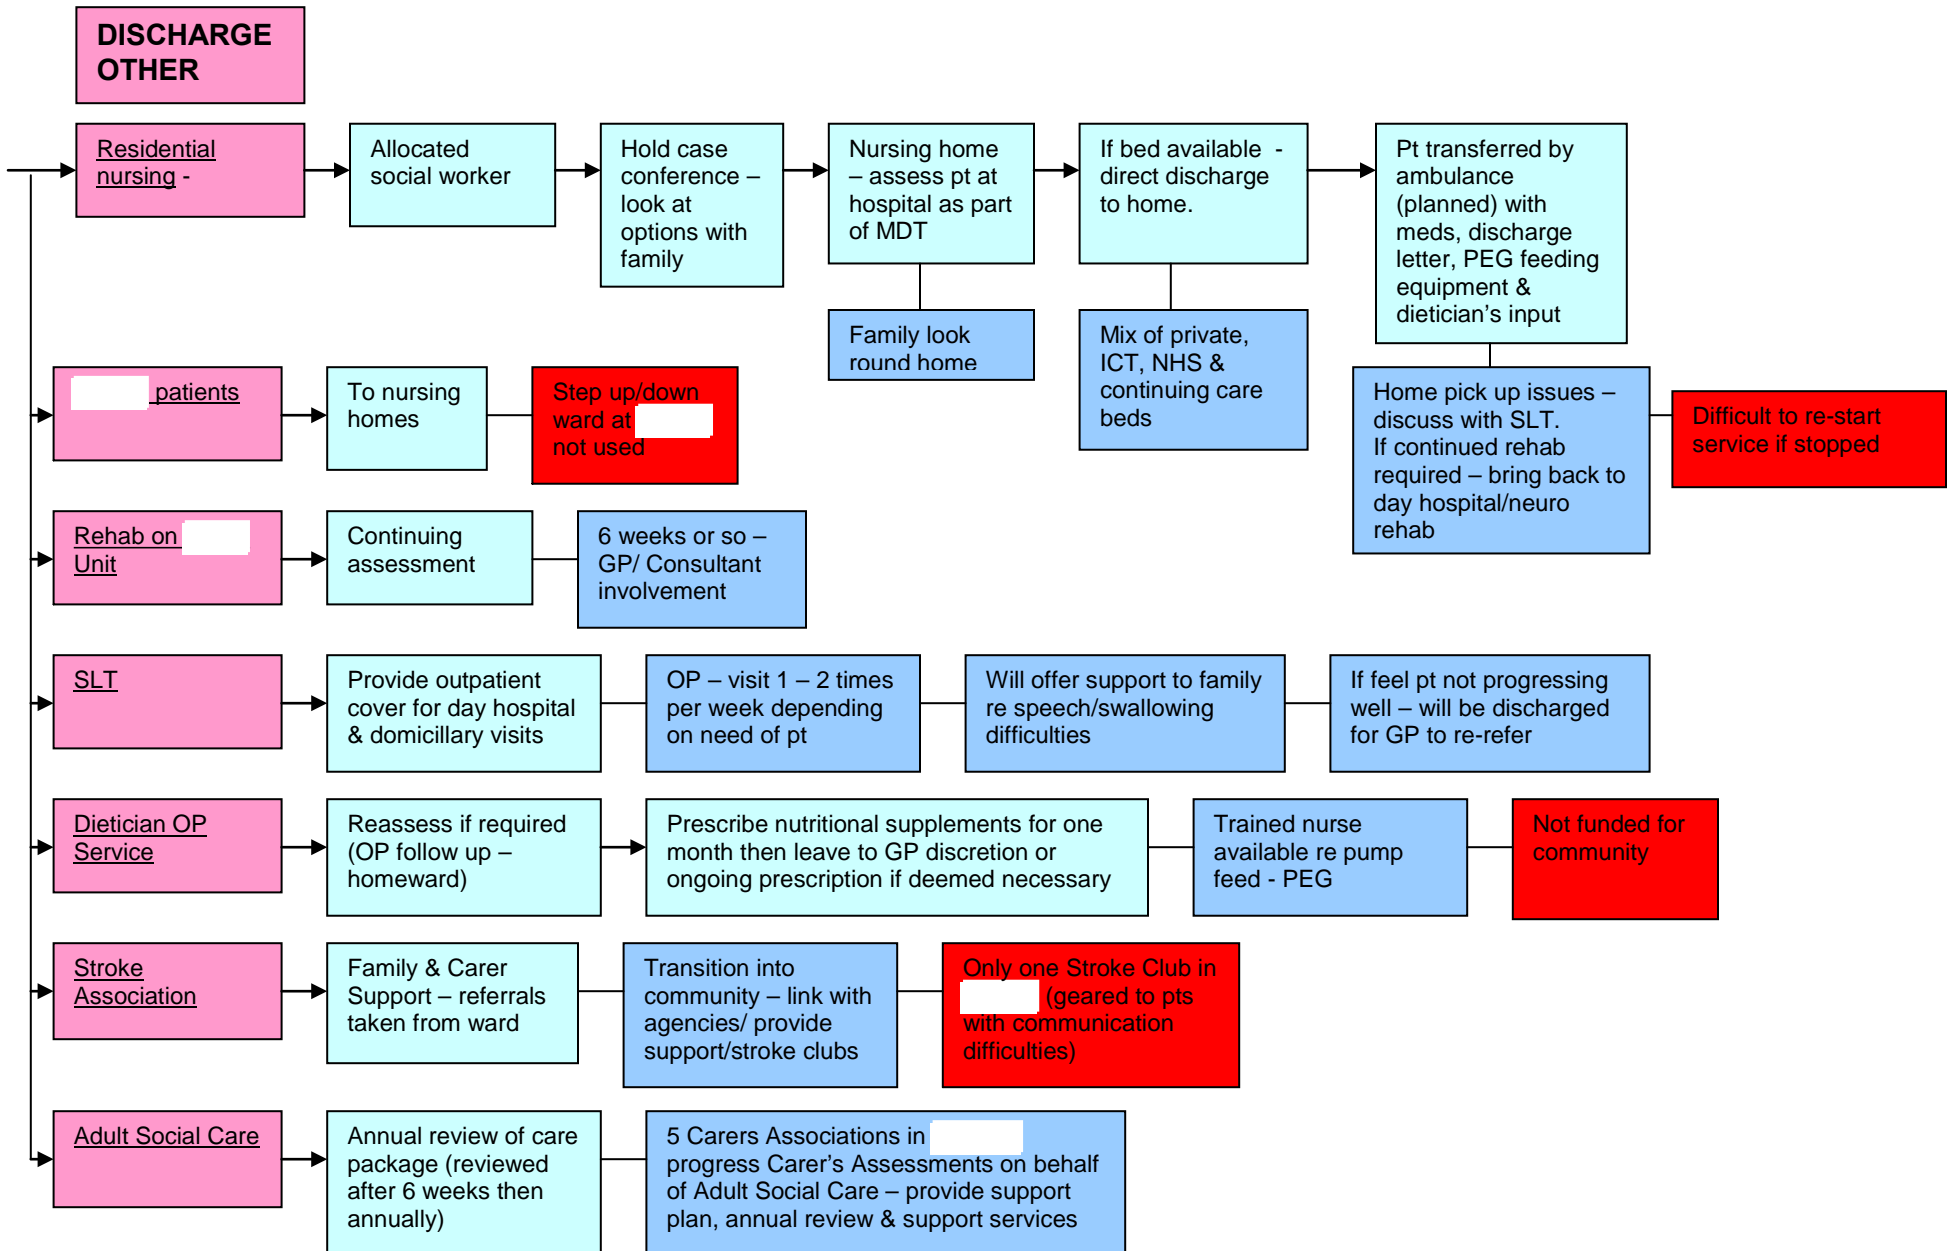 DISCHARGE
OTHER
Residential
nursing -
Allocated
social worker
Hold case
conference –
look at
options with
family
Nursing home
– assess pt at
hospital as part
of MDT
If bed available  -
direct discharge
to home.
Pt transferred by
ambulance
(planned) with
meds, discharge
letter, PEG feeding
equipment &
dietician’s input
Family look
round home
Mix of private,
ICT, NHS &
continuing care
beds
Home pick up issues –
discuss with SLT.
If continued rehab
required – bring back to
day hospital/neuro
rehab
Difficult to re-start
service if stopped
patients
To nursing
homes
Step up/down
ward at
not used
Rehab on
Unit
Continuing
assessment
6 weeks or so –
GP/ Consultant
involvement
SLT
Provide outpatient
cover for day hospital
& domicillary visits
OP – visit 1 – 2 times
per week depending
on need of pt
Will offer support to family
re speech/swallowing
difficulties
If feel pt not progressing
well – will be discharged
for GP to re-refer
Dietician OP
Service
Reassess if required
(OP follow up –
homeward)
Prescribe nutritional supplements for one
month then leave to GP discretion or
ongoing prescription if deemed necessary
Trained nurse
available re pump
feed - PEG
Not funded for
community
Stroke
Association
Family & Carer
Support – referrals
taken from ward
Transition into
community – link with
agencies/ provide
support/stroke clubs
Only one Stroke Club in
(geared to pts
with communication
difficulties)
Adult Social Care
Annual review of care
package (reviewed
after 6 weeks then
annually)
5 Carers Associations in
progress Carer’s Assessments on behalf
of Adult Social Care – provide support
plan, annual review & support services